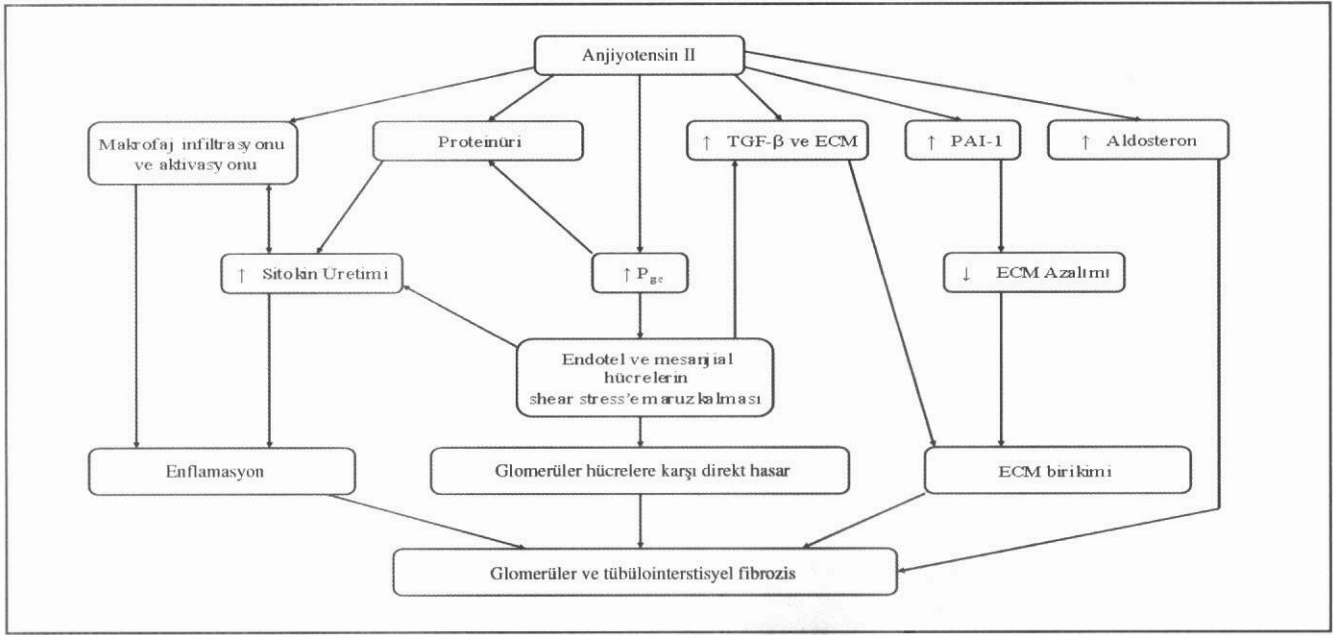 Anjiyotensin II
Makrofaj infiltrasyonu
ve aktivasyonu
Proteinüri
↑ TGF-β ve ECM
↑ PAI-1
↑ Aldosteron
↑ Sitokin Üretimi
↑ Pgc
↓ ECM Azalımı
Endotel ve mesanjial
hücrelerin
shear stress'e maruz kalması
Enflamasyon
Glomerüler hücrelere karşı direkt hasar
ECM birikimi
Glomerüler ve tübülointerstisyel fibrozis